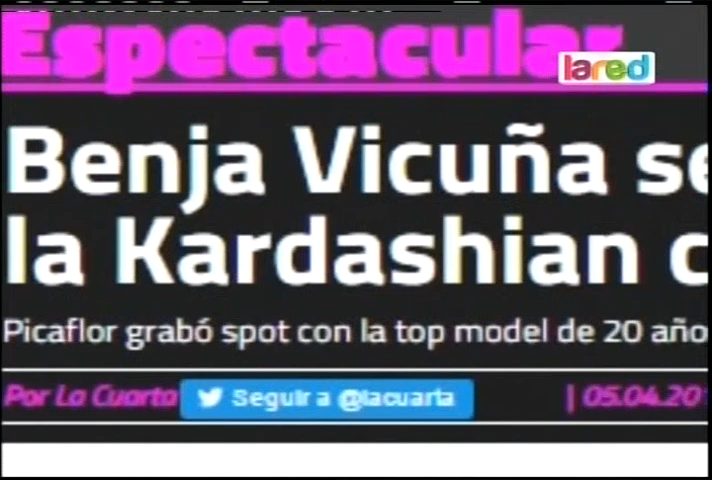 Espectacular
lared
Benja Vicuña se
la Kardashian c
Picaflor grabó spot con la top model de 20 año
Por La Cuarta
Seguir a @lacuarta
| 05.04.20